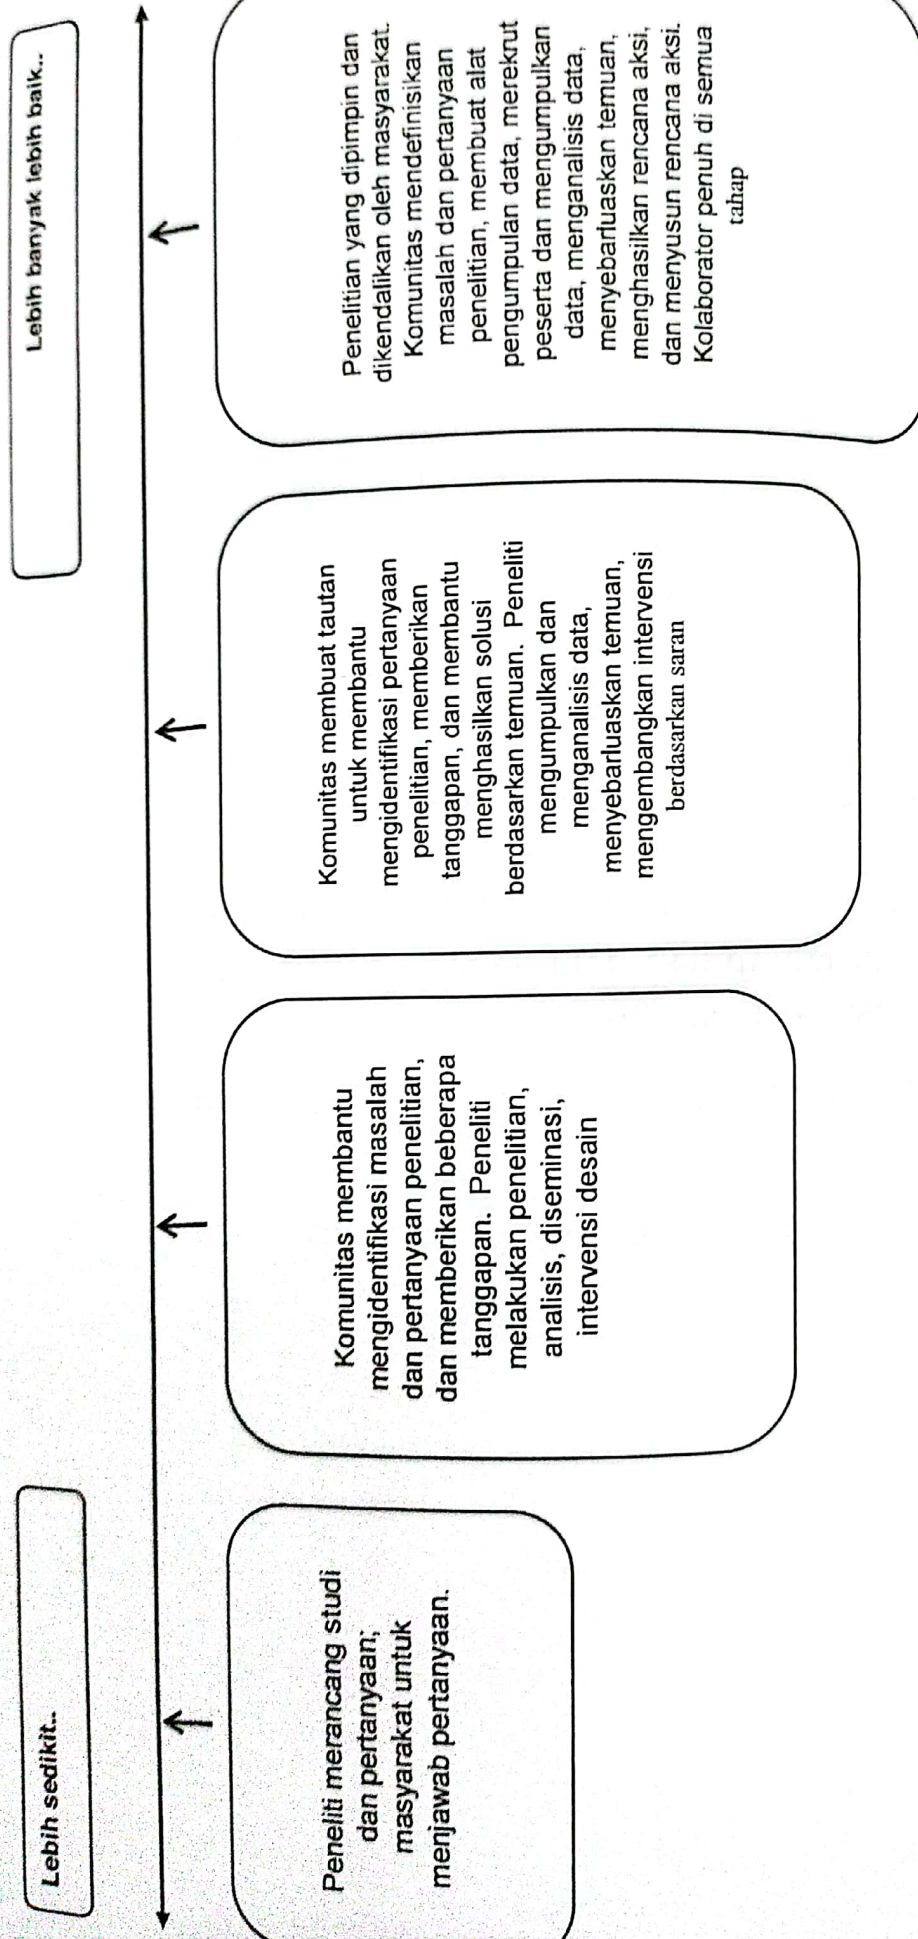 Lebih sedikit..
Lebih banyak lebih baik..
Peneliti merancang studi
dan pertanyaan;
masyarakat untuk
menjawab pertanyaan.
Komunitas membantu
mengidentifikasi masalah
dan pertanyaan penelitian,
dan memberikan beberapa
tanggapan. Peneliti
melakukan penelitian,
analisis, diseminasi,
intervensi desain
Komunitas membuat tautan
untuk membantu
mengidentifikasi pertanyaan
penelitian, memberikan
tanggapan, dan membantu
menghasilkan solusi
berdasarkan temuan. Peneliti
mengumpulkan dan
menganalisis data,
menyebarluaskan temuan,
mengembangkan intervensi
berdasarkan saran
Penelitian yang dipimpin dan
dikendalikan oleh masyarakat.
Komunitas mendefinisikan
masalah dan pertanyaan
penelitian, membuat alat
pengumpulan data, merekrut
peserta dan mengumpulkan
data, menganalisis data,
menyebarluaskan temuan,
menghasilkan rencana aksi,
dan menyusun rencana aksi.
Kolaborator penuh di semua
tahap